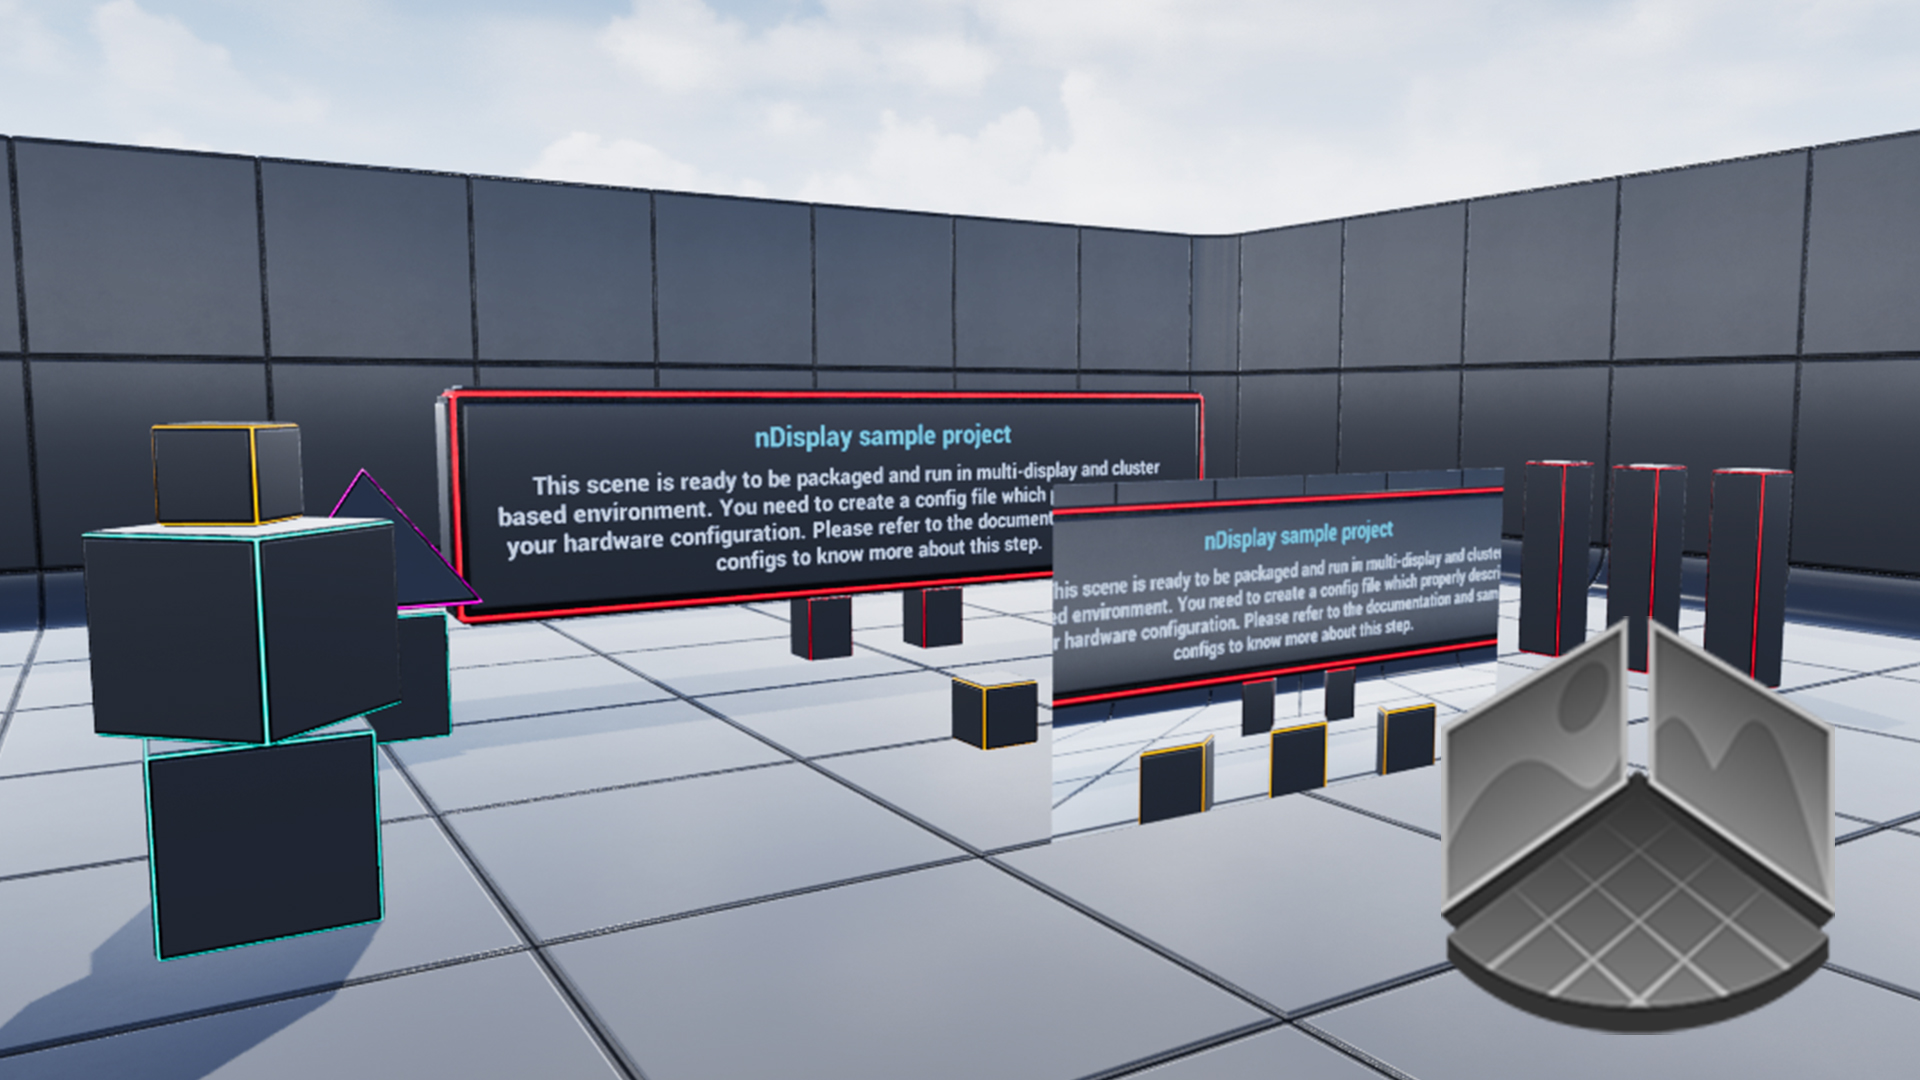 nDisplay sample project
This scene is ready to be packaged and run in multi-display and cluster
based environment. You need to create a config file which
your hardware configuration. Please refer to the document
configs to know more about this step.
nDisplay sample project
his scene is ready to be packaged and run in multi-display and cluster
ed environment. You need to create a config file which properly descri
r hardware configuration. Please refer to the documentation and sam
configs to know more about this step.